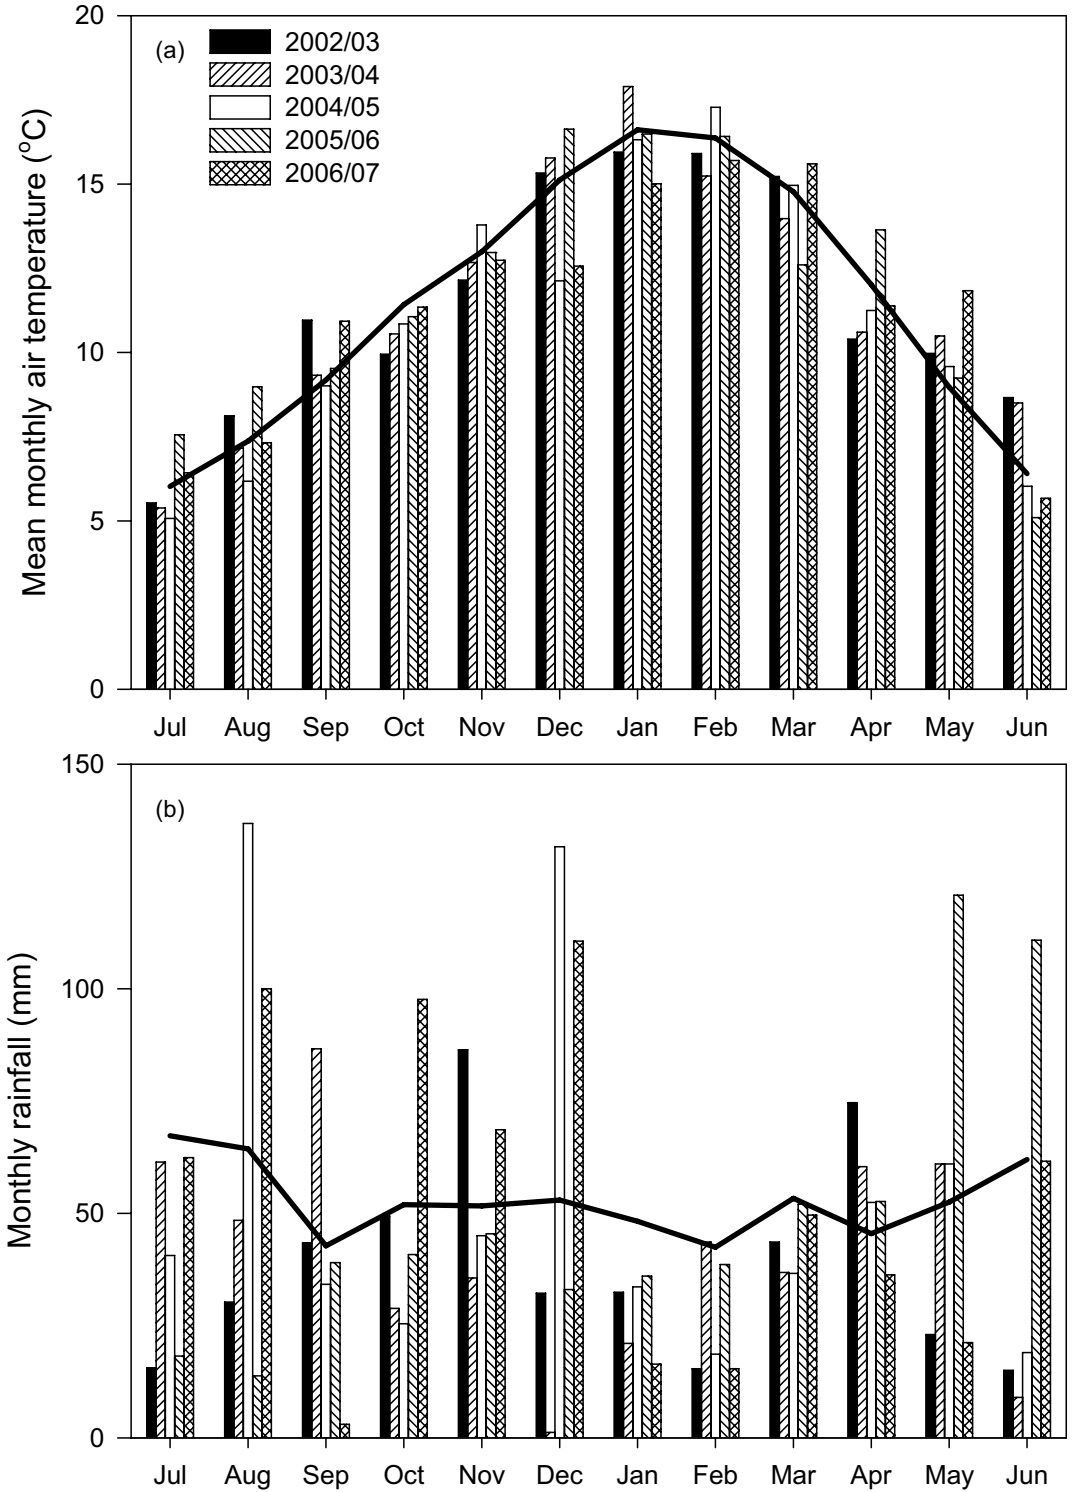 20
(a)
2002/03
2003/04
2004/05
2005/06
2006/07
15
10
5
0
Mean monthly air temperature (°C)
Jul Aug Sep Oct Nov Dec Jan Feb Mar Apr May Jun
150
(b)
100
50
0
Monthly rainfall (mm)
Jul Aug Sep Oct Nov Dec Jan Feb Mar Apr May Jun